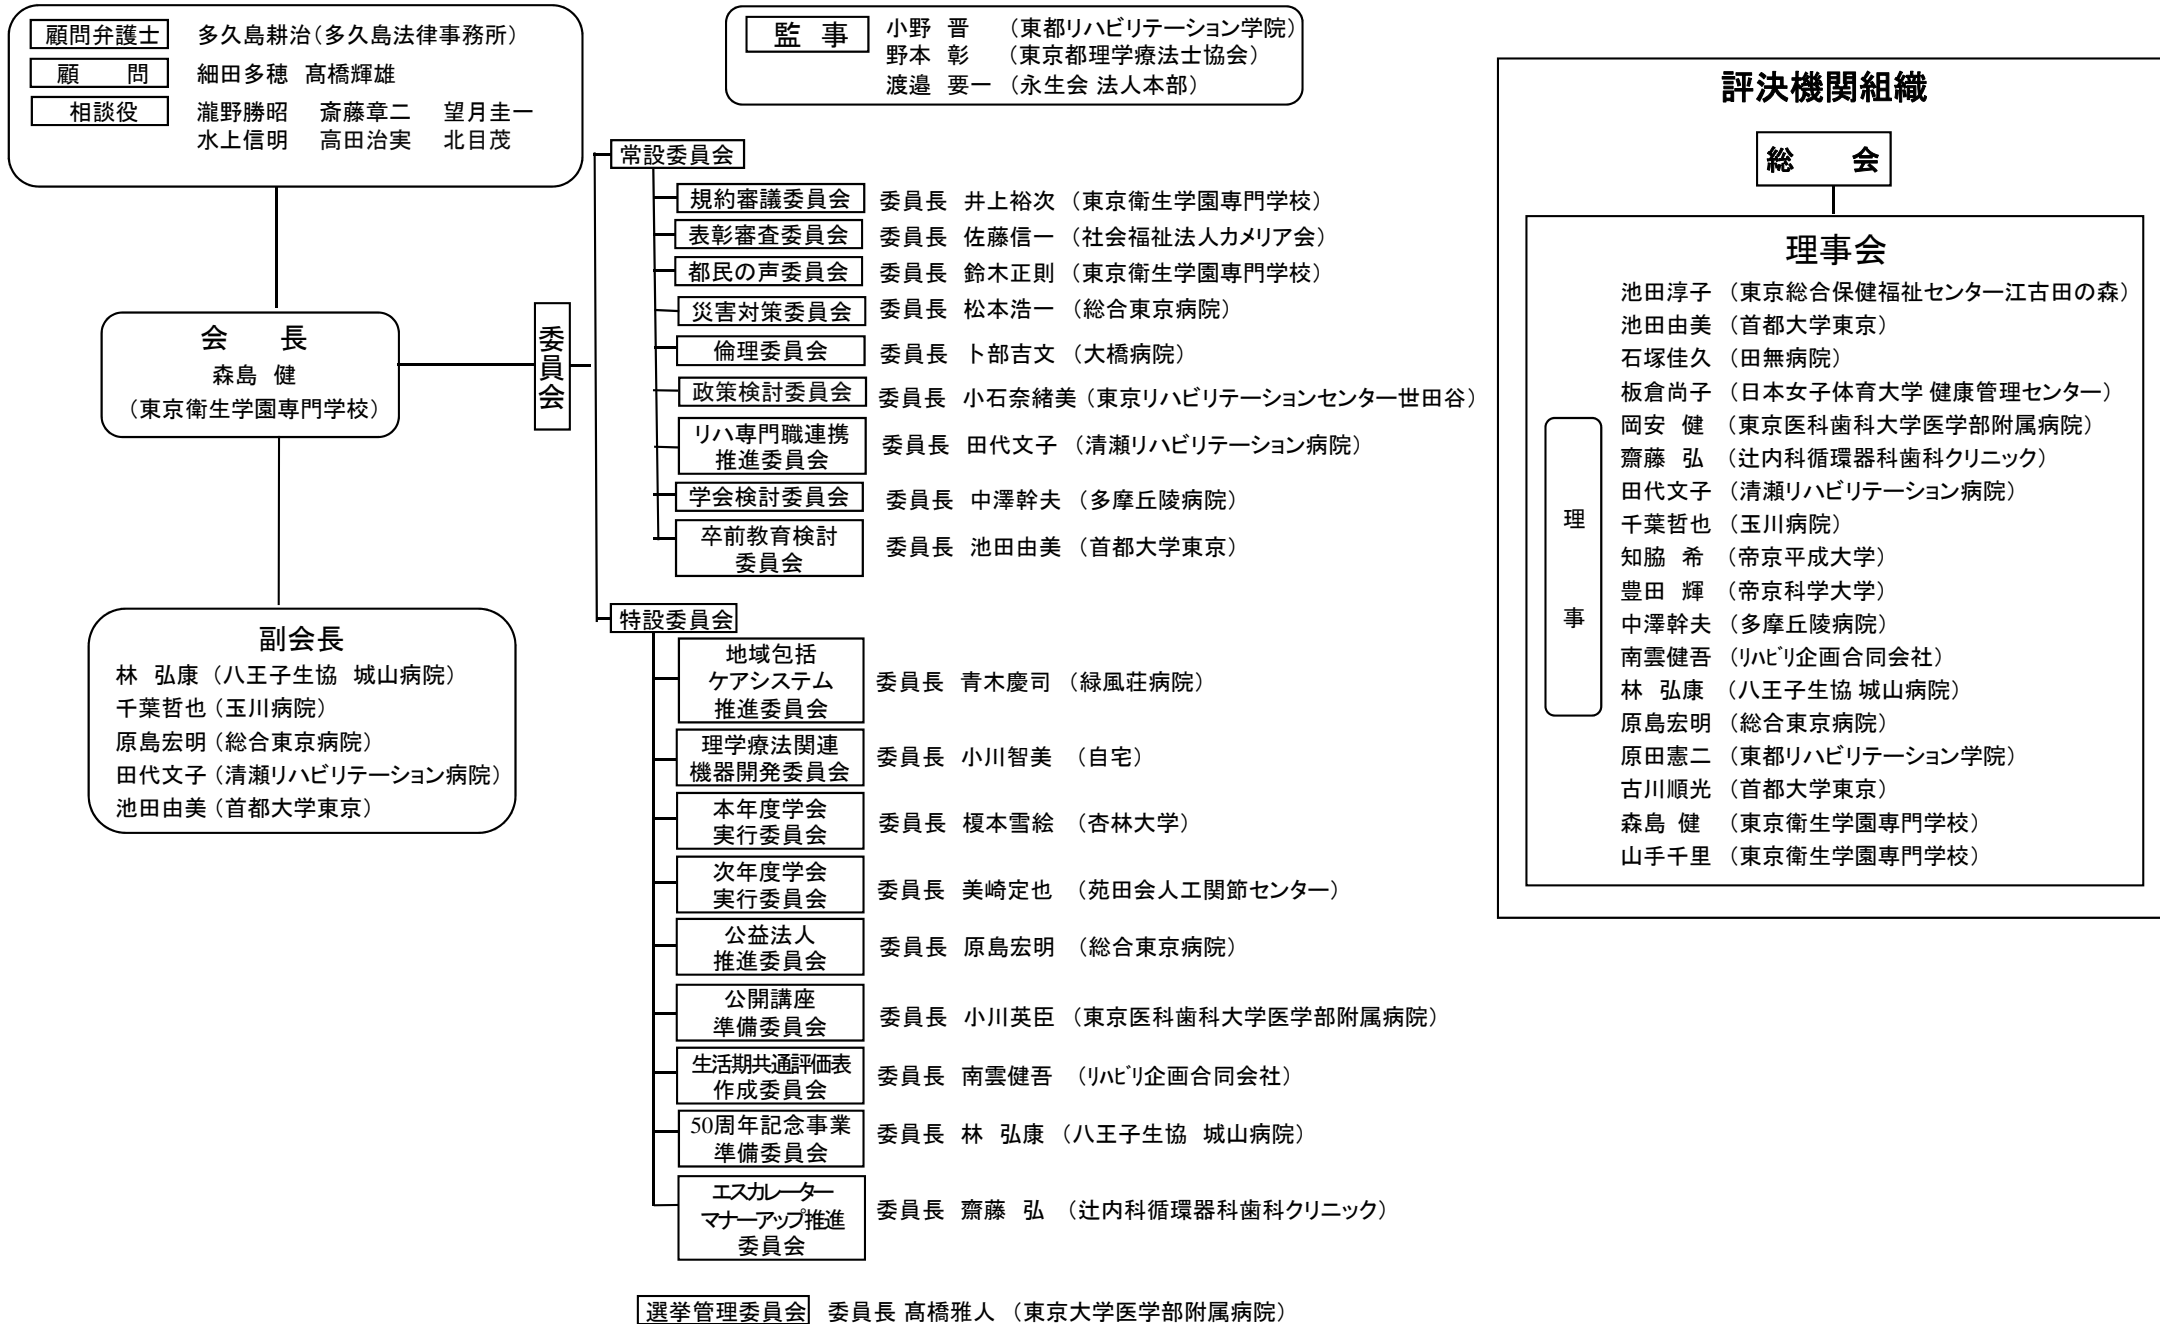 顧問弁護士 多久島耕治(多久島法律事務所)
顧 問 細田多穂 髙橋輝雄
相談役 瀧野勝昭 斎藤章二 望月圭一
水上信明 高田治実 北目茂
監 事 小野 晋 (東都リハビリテーション学院)
野本 彰 (東京都理学療法士協会)
渡邉 要一 (永生会 法人本部)
会 長
森島 健
(東京衛生学園専門学校)
副会長
林 弘康 (八王子生協 城山病院)
千葉哲也 (玉川病院)
原島宏明 (総合東京病院)
田代文子 (清瀬リハビリテーション病院)
池田由美 (首都大学東京)
委員会
常設委員会
規約審議委員会 委員長 井上裕次 (東京衛生学園専門学校)
表彰審査委員会 委員長 佐藤信一 (社会福祉法人カメリア会)
都民の声委員会 委員長 鈴木正則 (東京衛生学園専門学校)
災害対策委員会 委員長 松本浩一 (総合東京病院)
倫理委員会 委員長 卜部吉文 (大橋病院)
政策検討委員会 委員長 小石奈緒美 (東京リハビリテーションセンター世田谷)
リハ専門職連携
推進委員会 委員長 田代文子 (清瀬リハビリテーション病院)
学会検討委員会 委員長 中澤幹夫 (多摩丘陵病院)
卒前教育検討
委員会 委員長 池田由美 (首都大学東京)
特設委員会
地域包括
ケアシステム
推進委員会 委員長 青木慶司 (緑風荘病院)
理学療法関連
機器開発委員会 委員長 小川智美 (自宅)
本年度学会
実行委員会 委員長 榎本雪絵 (杏林大学)
次年度学会
実行委員会 委員長 美崎定也 (苑田会人工関節センター)
公益法人
推進委員会 委員長 原島宏明 (総合東京病院)
公開講座
準備委員会 委員長 小川英臣 (東京医科歯科大学医学部附属病院)
生活期共通評価表
作成委員会 委員長 南雲健吾 (ﾘﾊﾋﾞﾘ企画合同会社)
50周年記念事業
準備委員会 委員長 林 弘康 (八王子生協 城山病院)
エスカレーター
マナーアップ推進
委員会 委員長 齋藤 弘 (辻内科循環器科歯科クリニック)
選挙管理委員会 委員長 髙橋雅人 (東京大学医学部附属病院)
評決機関組織
総 会
理事会
理 事
池田淳子 (東京総合保健福祉センター江古田の森)
池田由美 (首都大学東京)
石塚佳久 (田無病院)
板倉尚子 (日本女子体育大学 健康管理センター)
岡安 健 (東京医科歯科大学医学部附属病院)
齋藤 弘 (辻内科循環器科歯科クリニック)
田代文子 (清瀬リハビリテーション病院)
千葉哲也 (玉川病院)
知脇 希 (帝京平成大学)
豊田 輝 (帝京科学大学)
中澤幹夫 (多摩丘陵病院)
南雲健吾 (ﾘﾊﾋﾞﾘ企画合同会社)
林 弘康 (八王子生協 城山病院)
原島宏明 (総合東京病院)
原田憲二 (東都リハビリテーション学院)
古川順光 (首都大学東京)
森島 健 (東京衛生学園専門学校)
山手千里 (東京衛生学園専門学校)